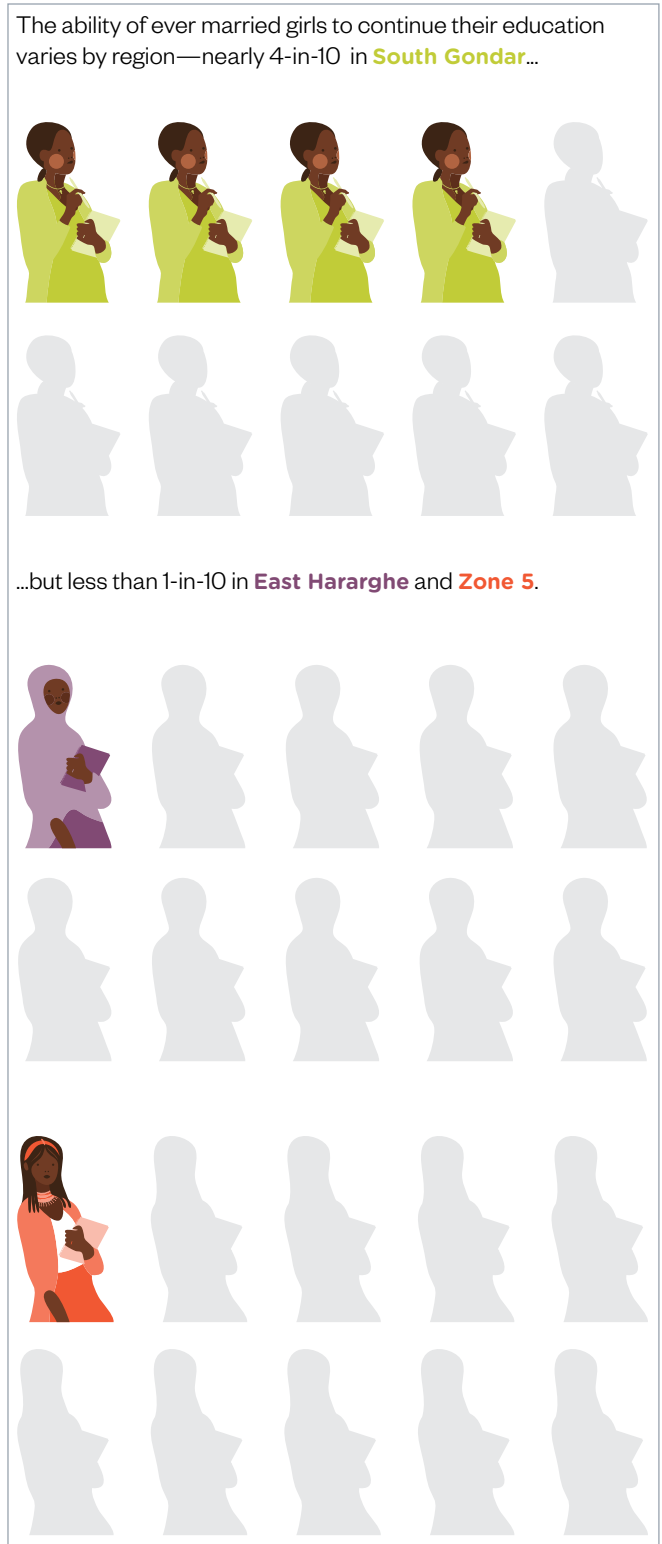 The ability of ever married girls to continue their education
varies by region—nearly 4-in-10 in South Gondar...
...but less than 1-in-10 in East Hararghe and Zone 5.